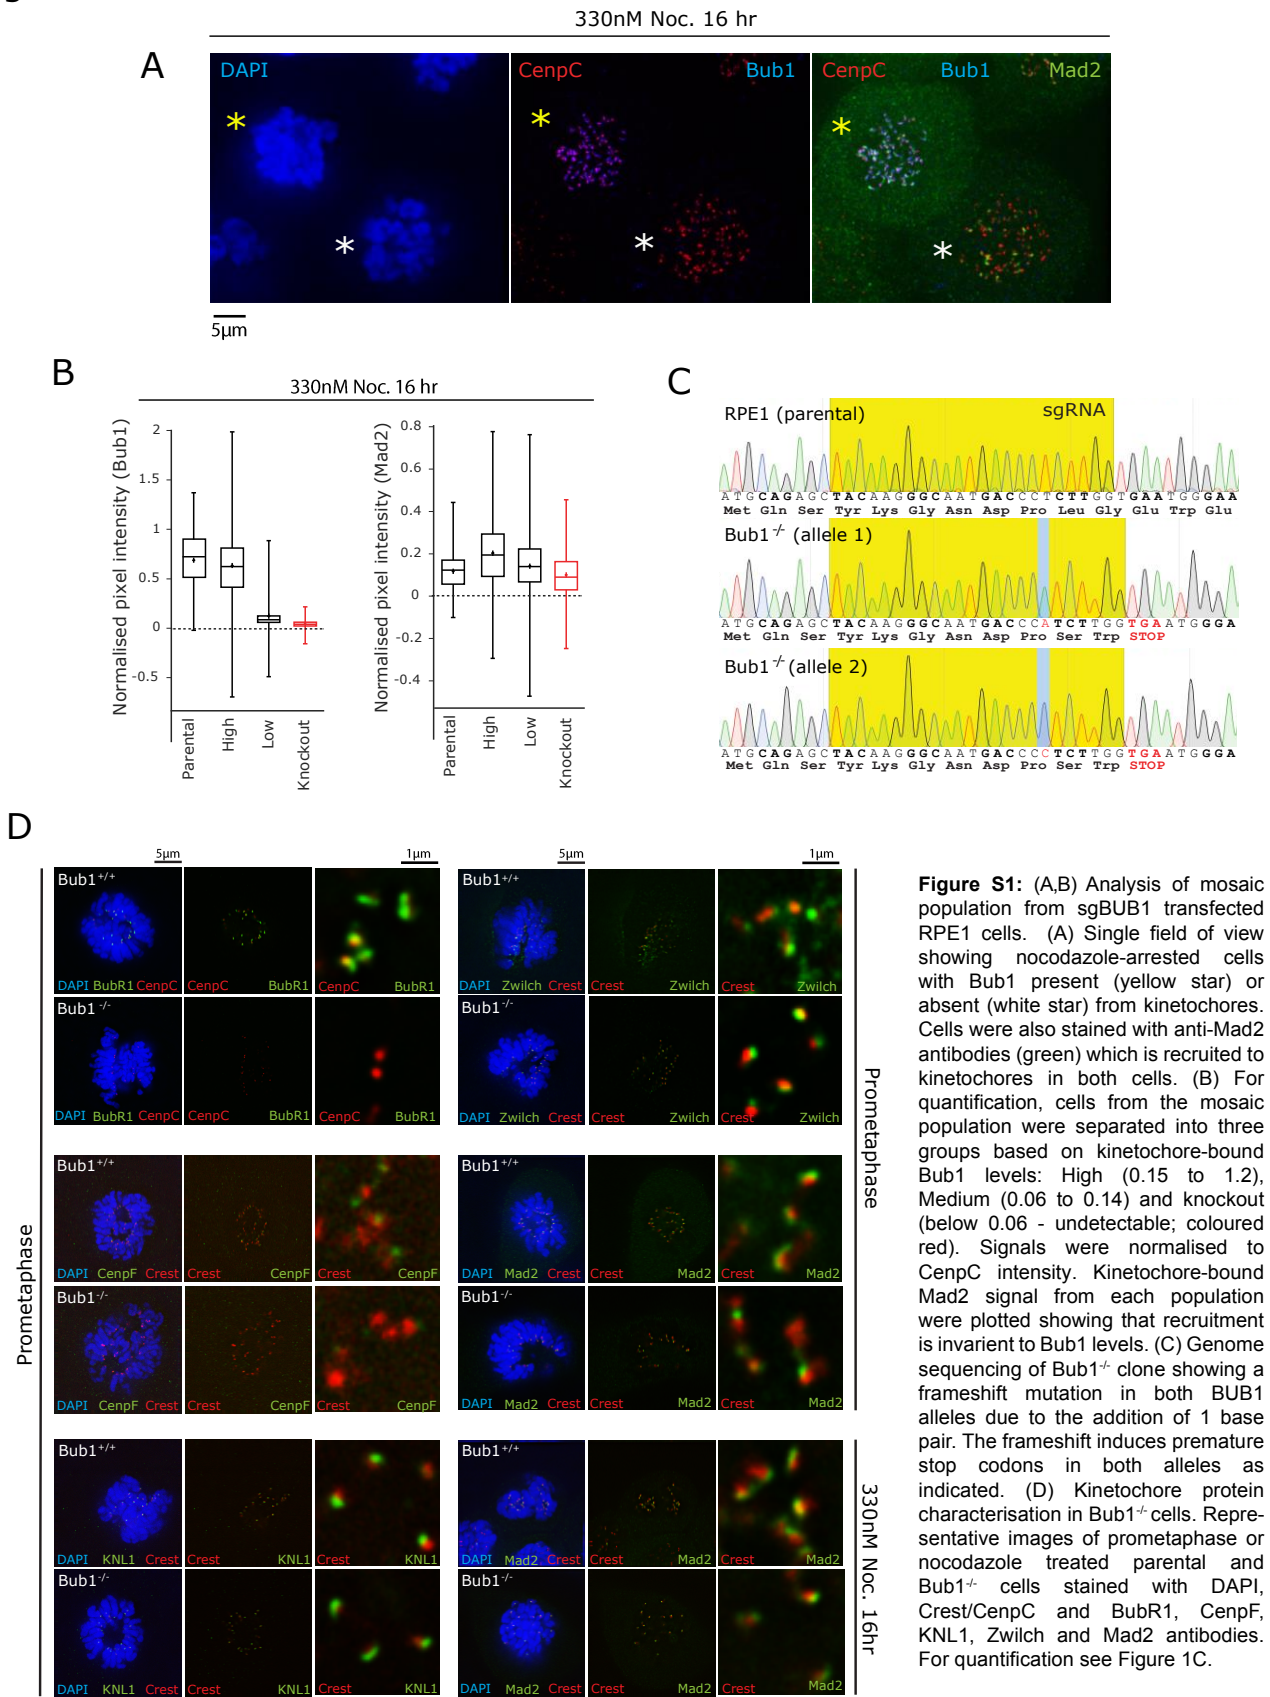 330nM Noc. 16 hr
A
DAPI
CenpC Bub1
CenpC Bub1 Mad2
*
*
*
*
*
*
5µm
B
330nM Noc. 16 hr
Normalised pixel intensity (Bub1)
2
1.5
1
0.5
0
-0.5
Parental
High
Low
Knockout
Normalised pixel intensity (Mad2)
0.8
0.6
0.4
0.2
0
-0.2
-0.4
Parental
High
Low
Knockout
C
RPE1 (parental) sgRNA
ATGCAGAGCTACAAGGGCAATGACCCTCTTGGTGAATGGGAA
Met Gln Ser Tyr Lys Gly Asn Asp Pro Leu Gly Glu Trp Glu
Bub1-/- (allele 1)
ATGCAGAGCTACAAGGGCAATGACCCATCTTGGTGAATGGGA
Met Gln Ser Tyr Lys Gly Asn Asp Pro Ser Trp STOP
Bub1-/- (allele 2)
ATGCAGAGCTACAAGGGCAATGACCCCTCTTGGTGAATGGGA
Met Gln Ser Tyr Lys Gly Asn Asp Pro Ser Trp STOP
D
5µm 1µm 5µm 1µm
Prometaphase
Bub1+/+
DAPI BubR1 CenpC CenpC BubR1 CenpC BubR1
Bub1-/-
DAPI BubR1 CenpC CenpC BubR1 CenpC BubR1
Bub1+/+
DAPI CenpF Crest Crest CenpF Crest CenpF
Bub1-/-
DAPI CenpF Crest Crest CenpF Crest CenpF
Bub1+/+
DAPI KNL1 Crest Crest KNL1 Crest KNL1
Bub1-/-
DAPI KNL1 Crest Crest KNL1 Crest KNL1
Bub1+/+
DAPI Zwilch Crest Crest Zwilch Crest Zwilch
Bub1-/-
DAPI Zwilch Crest Crest Zwilch Crest Zwilch
Bub1+/+
DAPI Mad2 Crest Crest Mad2 Crest Mad2
Bub1-/-
DAPI Mad2 Crest Crest Mad2 Crest Mad2
Bub1+/+
DAPI Mad2 Crest Crest Mad2 Crest Mad2
Bub1-/-
DAPI Mad2 Crest Crest Mad2 Crest Mad2
Prometaphase
330nM Noc. 16hr
Figure S1: (A,B) Analysis of mosaic
population from sgBUB1 transfected
RPE1 cells. (A) Single field of view
showing nocodazole-arrested cells
with Bub1 present (yellow star) or
absent (white star) from kinetochores.
Cells were also stained with anti-Mad2
antibodies (green) which is recruited to
kinetochores in both cells. (B) For
quantification, cells from the mosaic
population were separated into three
groups based on kinetochore-bound
Bub1 levels: High (0.15 to 1.2),
Medium (0.06 to 0.14) and knockout
(below 0.06 - undetectable; coloured
red). Signals were normalised to
CenpC intensity. Kinetochore-bound
Mad2 signal from each population
were plotted showing that recruitment
is invarient to Bub1 levels. (C) Genome
sequencing of Bub1-/- clone showing a
frameshift mutation in both BUB1
alleles due to the addition of 1 base
pair. The frameshift induces premature
stop codons in both alleles as
indicated. (D) Kinetochore protein
characterisation in Bub1-/- cells. Repre-
sentative images of prometaphase or
nocodazole treated parental and
Bub1-/- cells stained with DAPI,
Crest/CenpC and BubR1, CenpF,
KNL1, Zwilch and Mad2 antibodies.
For quantification see Figure 1C.